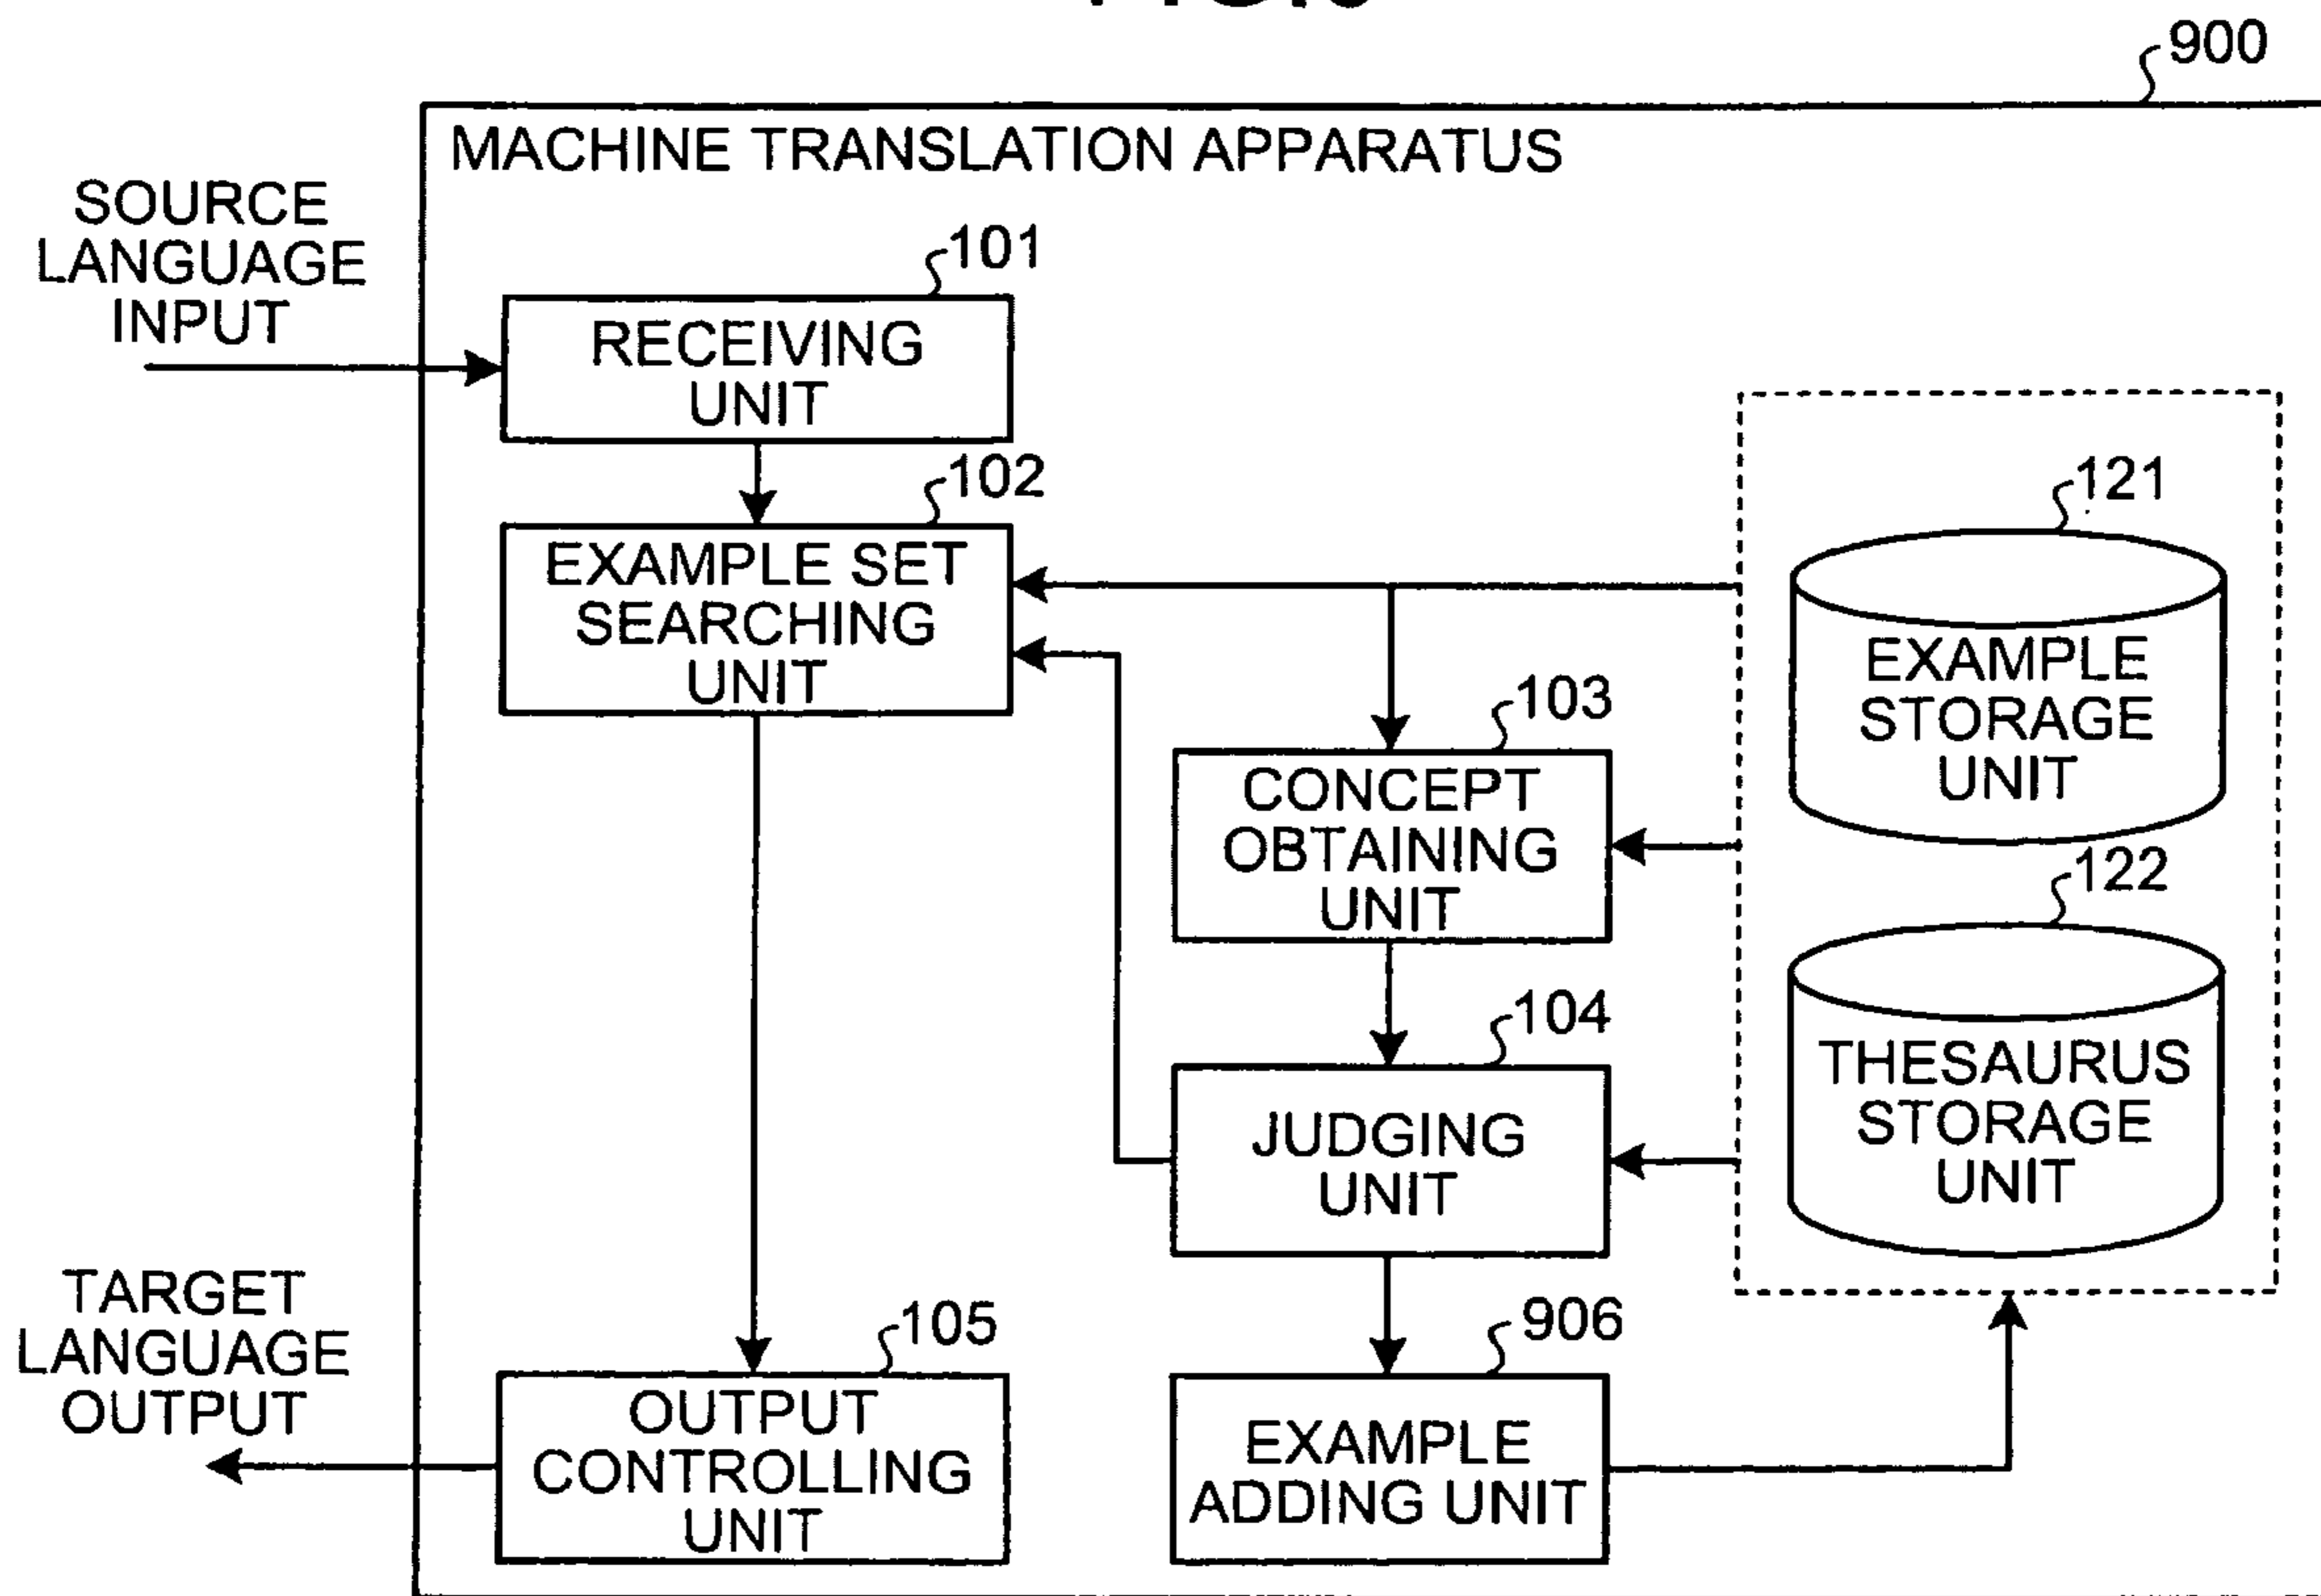 900
MACHINE TRANSLATION APPARATUS
SOURCE
LANGUAGE
INPUT
101
RECEIVING
UNIT
102
EXAMPLE SET
SEARCHING
UNIT
121
EXAMPLE
STORAGE
UNIT
103
CONCEPT
OBTAINING
UNIT
122
THESAURUS
STORAGE
UNIT
104
JUDGING
UNIT
TARGET
LANGUAGE
OUTPUT
105
OUTPUT
CONTROLLING
UNIT
906
EXAMPLE
ADDING UNIT